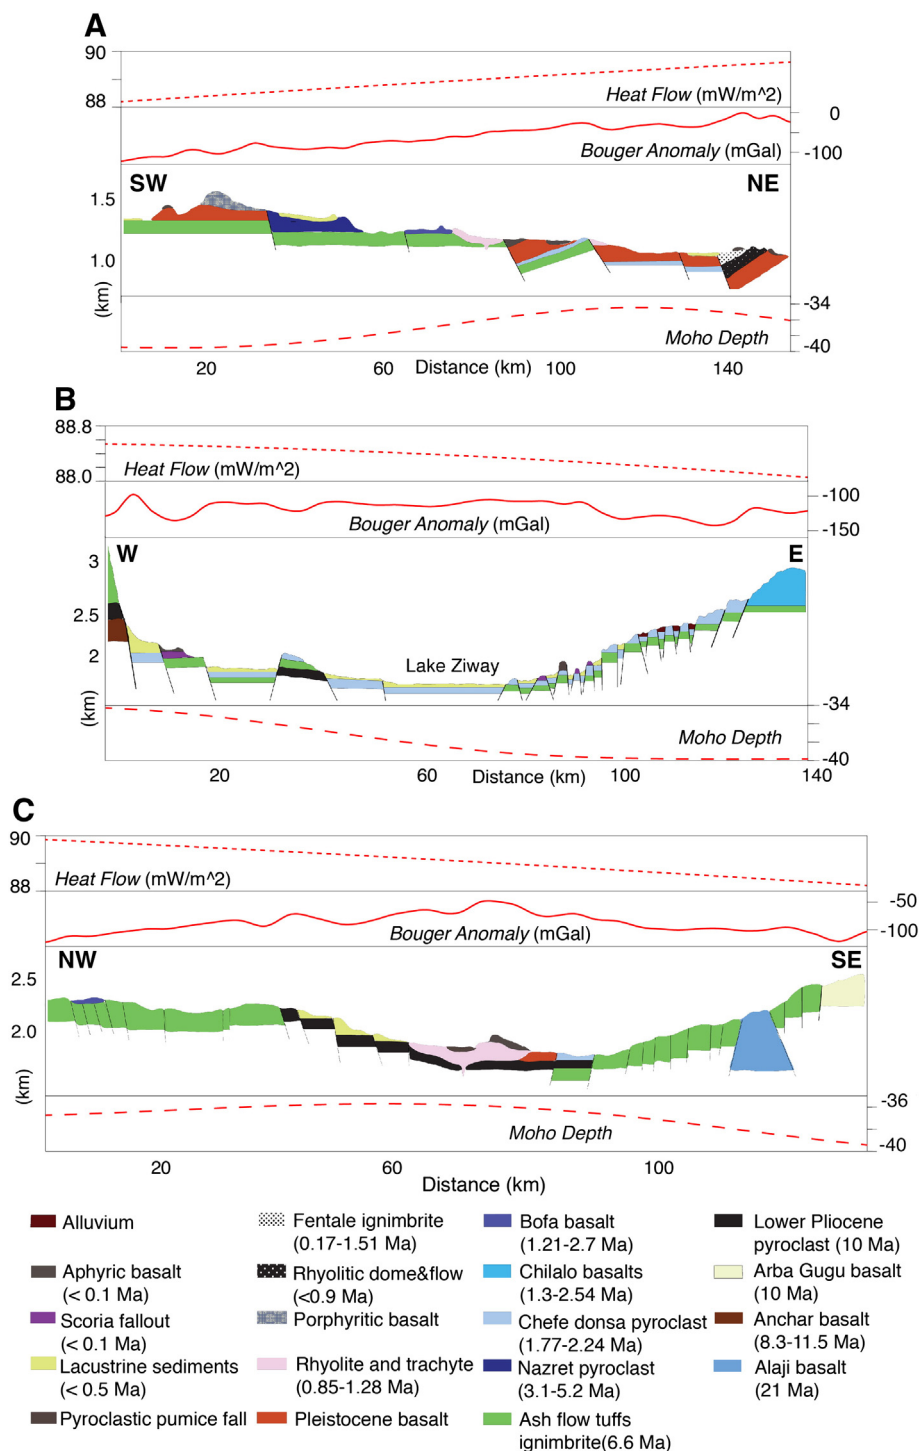 A
90
88
Heat Flow (mW/m^2)
0
-100
Bouger Anomaly (mGal)
SW
NE
1.5
1.0
(km)
-34
-40
Moho Depth
20
60
Distance (km)
100
140
B
88.8
88.0
Heat Flow (mW/m^2)
-100
-150
Bouger Anomaly (mGal)
W
E
3
2.5
2
(km)
Lake Ziway
-34
-40
Moho Depth
20
60
Distance (km)
100
140
C
90
88
Heat Flow (mW/m^2)
-50
-100
Bouger Anomaly (mGal)
NW
SE
2.5
2.0
(km)
-36
-40
Moho Depth
20
60
100
Distance (km)
Alluvium
Aphyric basalt
(< 0.1 Ma)
Scoria fallout
(< 0.1 Ma)
Lacustrine sediments
(< 0.5 Ma)
Pyroclastic pumice fall
Fentale ignimbrite
(0.17-1.51 Ma)
Rhyolitic dome&flow
(<0.9 Ma)
Porphyritic basalt
Rhyolite and trachyte
(0.85-1.28 Ma)
Pleistocene basalt
Bofa basalt
(1.21-2.7 Ma)
Chilalo basalts
(1.3-2.54 Ma)
Chefe donsa pyroclast
(1.77-2.24 Ma)
Nazret pyroclast
(3.1-5.2 Ma)
Ash flow tuffs
ignimbrite(6.6 Ma)
Lower Pliocene
pyroclast (10 Ma)
Arba Gugu basalt
(10 Ma)
Anchar basalt
(8.3-11.5 Ma)
Alaji basalt
(21 Ma)